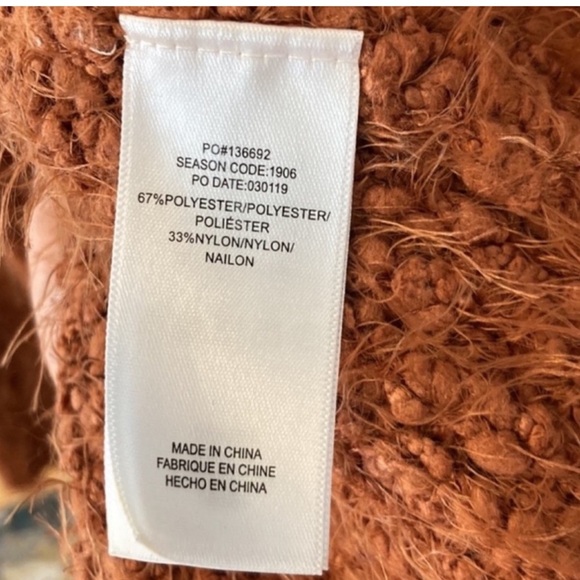 PO#136692
SEASON CODE:1906
PO DATE:030119
67%POLYESTER/POLYESTER/
POLIÉSTER
33%NYLON/NYLON/
NAILON
MADE IN CHINA
FABRIQUE EN CHINE
HECHO EN CHINA